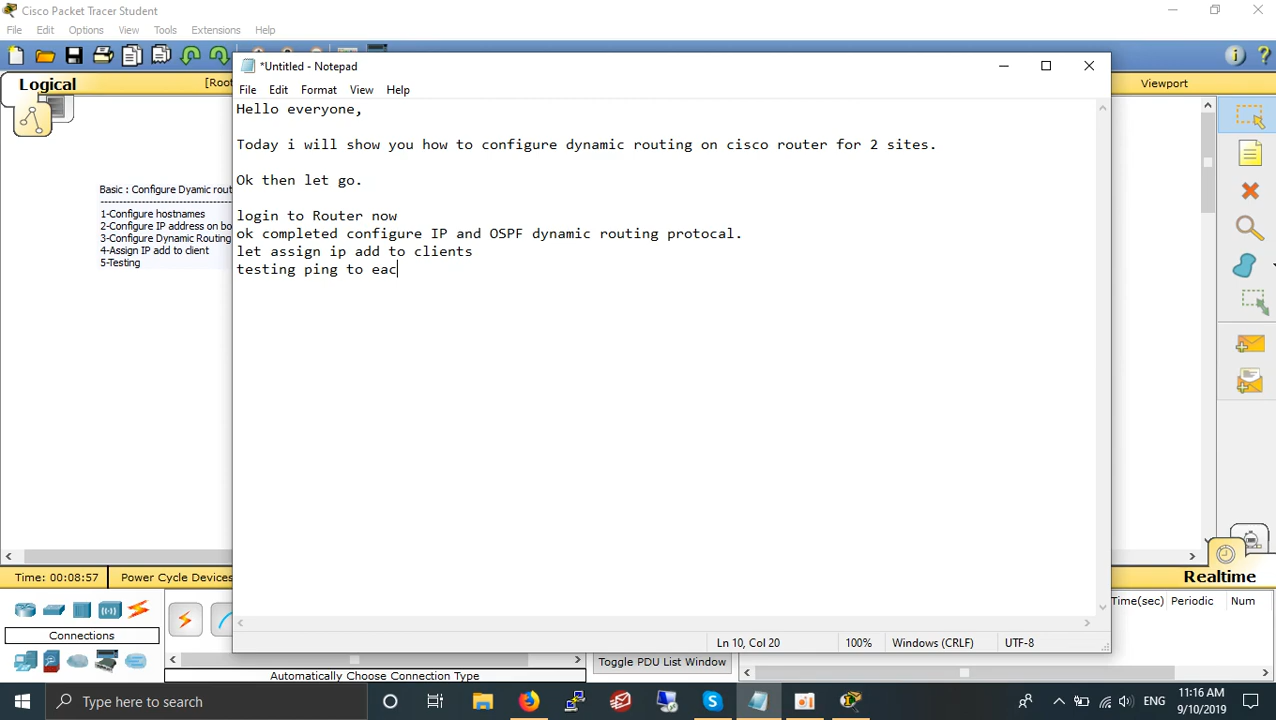 Cisco Packet Tracer Student
File Edit Options View Tools Extensions Help
Logical
[Root
Viewport
*Untitled - Notepad
File Edit Format View Help
Hello everyone,
Today i will show you how to configure dynamic routing on cisco router for 2 sites.
Ok then let go.
login to Router now
ok completed configure IP and OSPF dynamic routing protocal.
let assign ip add to clients
testing ping to eac
Basic : Configure Dyamic rout
1-Configure hostnames
2-Configure IP address on bo
3-Configure Dynamic Routing
4-Assign IP add to client
5-Testing
Ln 10, Col 20 100% Windows (CRLF) UTF-8
Time: 00:08:57 Power Cycle Devices
Realtime
Connections
Time(sec) Periodic Num
Toggle PDU List Window
Automatically Choose Connection Type
Type here to search
ENG
11:16 AM
9/10/2019